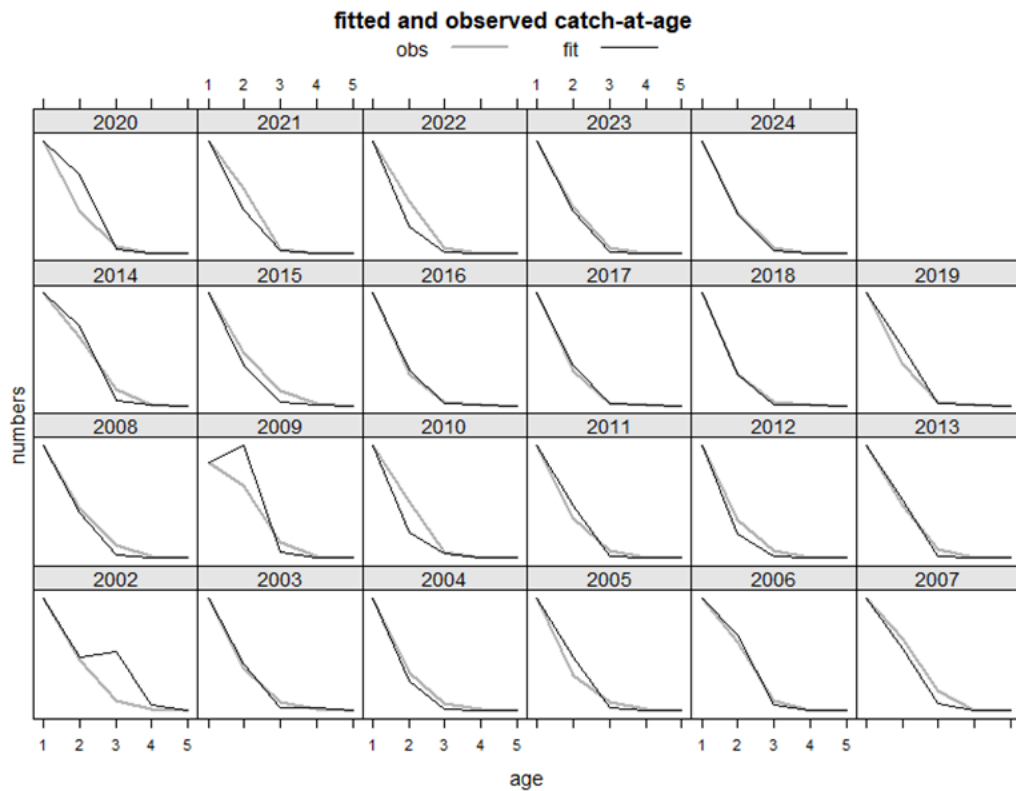 fitted and observed catch-at-age
obs fit
1 2 3 4 5 1 2 3 4 5
2020 2021 2022 2023 2024
2014 2015 2016 2017 2018 2019
2008 2009 2010 2011 2012 2013
2002 2003 2004 2005 2006 2007
numbers
1 2 3 4 5 1 2 3 4 5 1 2 3 4 5
age